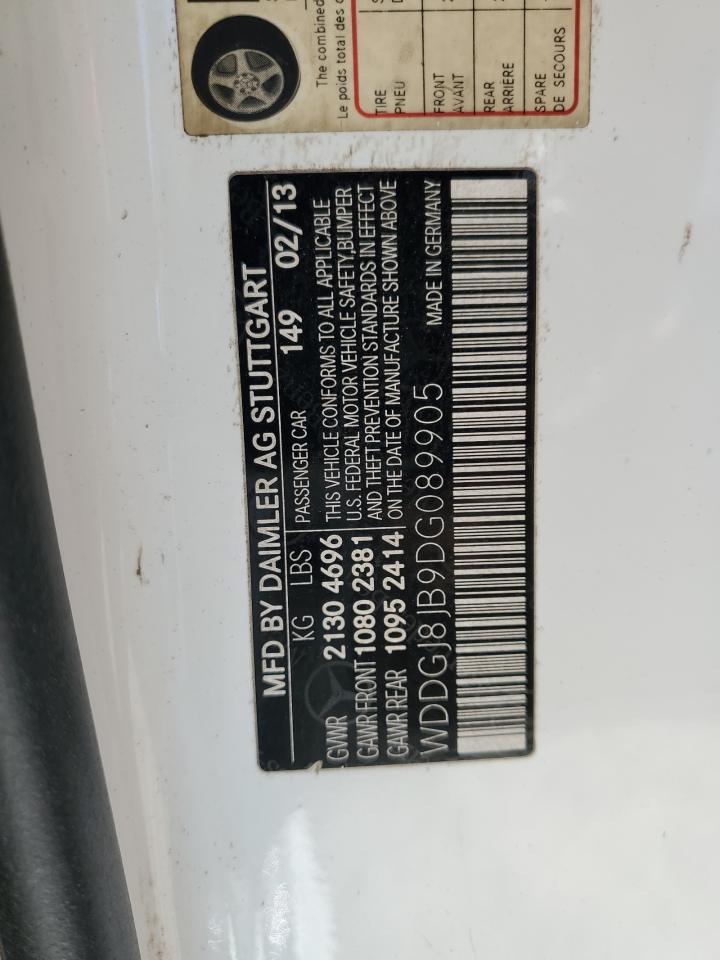 The combined
Le poids total des
TIRE
PNEU
FRONT
AVANT
REAR
ARRIERE
SPARE
DE SECOURS
MFD BY DAIMLER AG STUTTGART
KG LBS PASSENGER CAR 149 02/13
GVWR 2130 4696
GAWR FRONT 1080 2381
GAWR REAR 1095 2414
THIS VEHICLE CONFORMS TO ALL APPLICABLE
U.S. FEDERAL MOTOR VEHICLE SAFETY,BUMPER
AND THEFT PREVENTION STANDARDS IN EFFECT
ON THE DATE OF MANUFACTURE SHOWN ABOVE
WDDGJ8JB9DG089905 MADE IN GERMANY